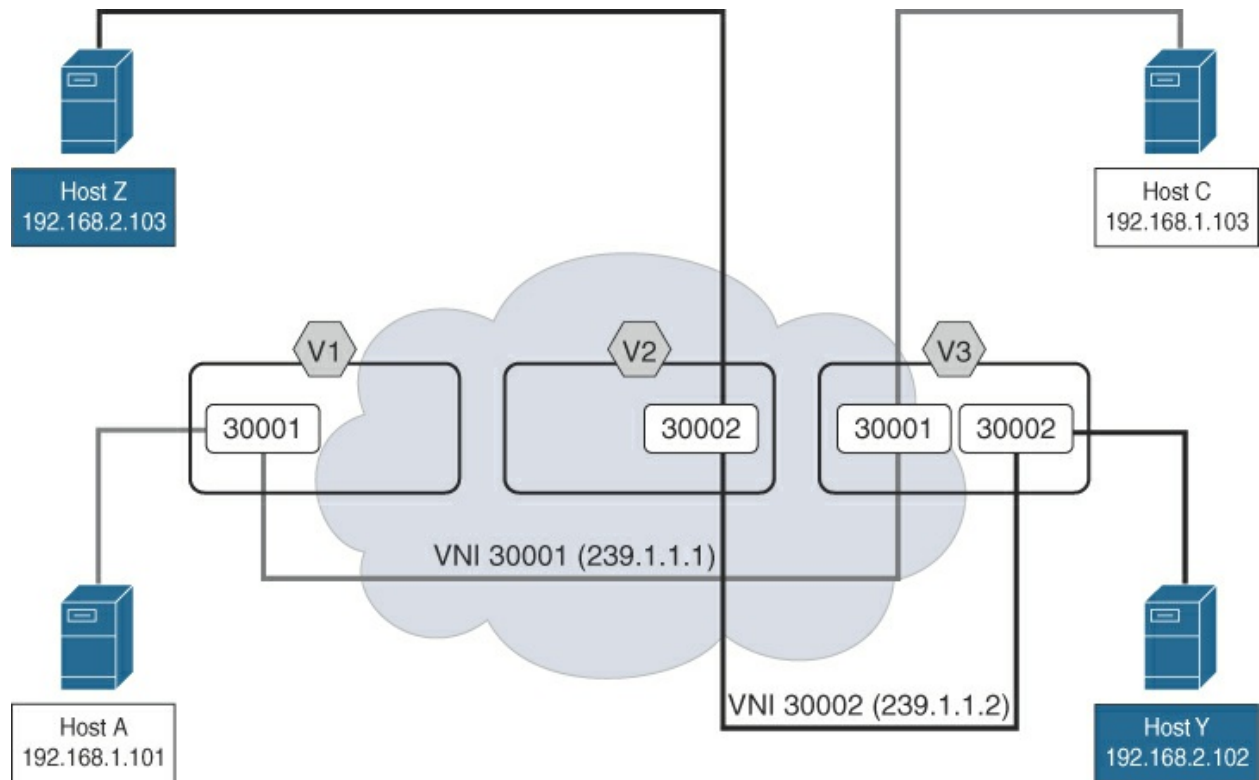 Host Z
192.168.2.103
Host C
192.168.1.103
V1
V2
V3
30001
30002
30001
30002
VNI 30001 (239.1.1.1)
VNI 30002 (239.1.1.2)
Host A
192.168.1.101
Host Y
192.168.2.102